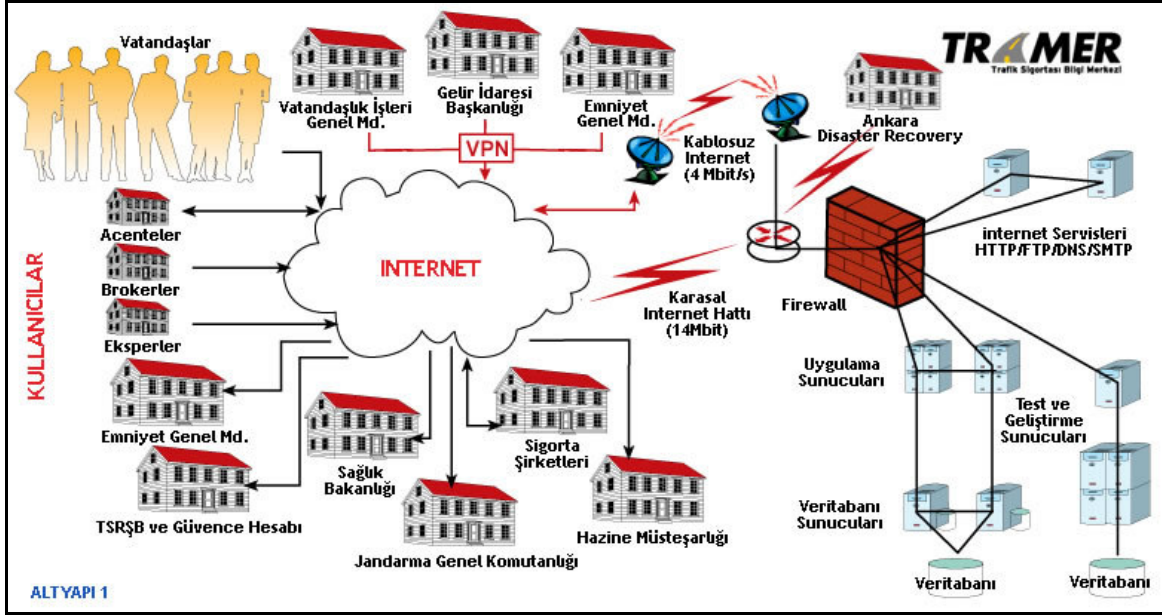 Vatandaşlar
Vatandaşlık İşleri
Genel Md.
Gelir İdaresi
Başkanlığı
Emniyet
Genel Md.
VPN
Kablosuz
Internet
(4 Mbit/s)
TRAMER
Trafik Sigortası Bilgi Merkezi
Ankara
Disaster Recovery
KULLANICILAR
Acenteler
Brokerler
Eksperler
INTERNET
Karasal
Internet Hattı
(14Mbit)
Firewall
internet Servisleri
HTTP/FTP/DNS/SMTP
Uygulama
Sunucuları
Test ve
Geliştirme
Sunucuları
Veritabanı
Sunucuları
Veritabanı
Veritabanı
Emniyet Genel Md.
TSRŞB ve Güvence Hesabı
Sağlık
Bakanlığı
Jandarma Genel Komutanlığı
Sigorta
Şirketleri
Hazine Müsteşarlığı
ALTYAPI 1